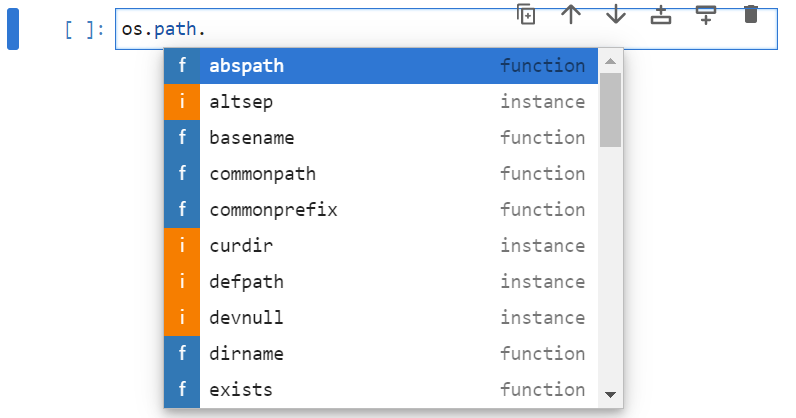 [ ]: os.path.
f abspath function
i altsep instance
f basename function
f commonpath function
f commonprefix function
i curdir instance
i defpath instance
i devnull instance
f dirname function
f exists function